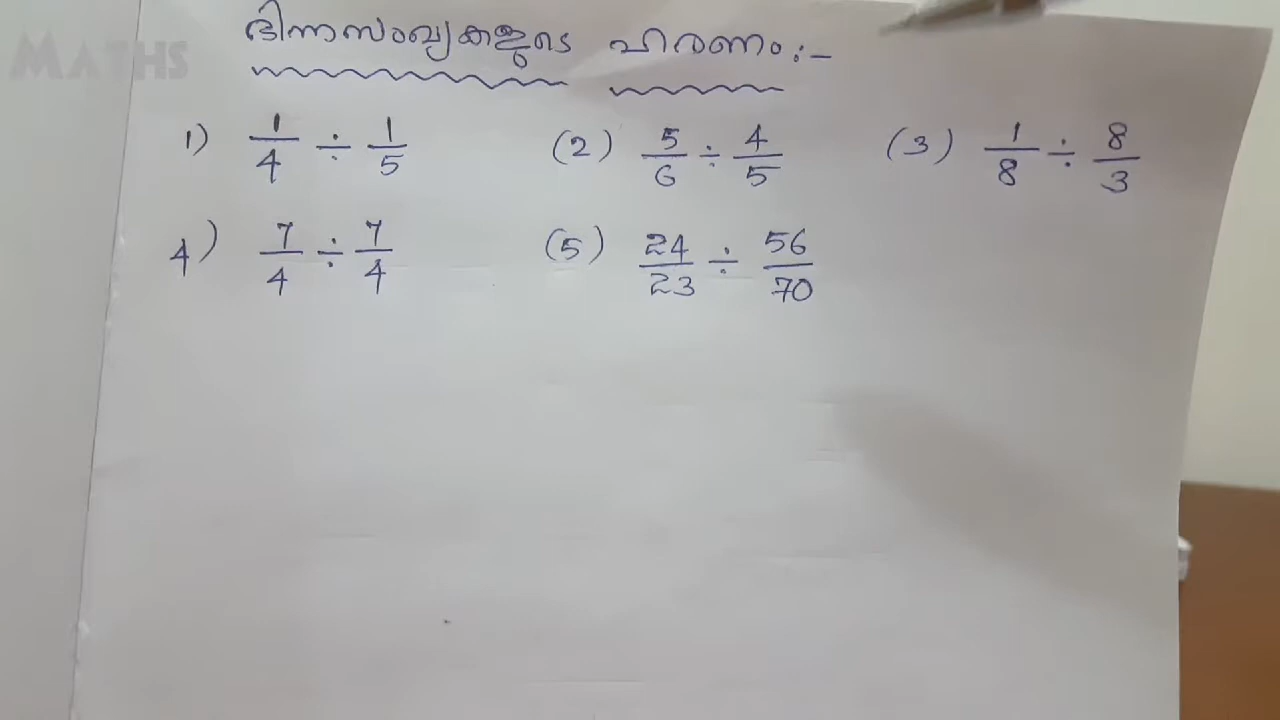 MATHS
ഭിന്നസംഖ്യകളുടെ ഹരണം:-
1) 1/4 ÷ 1/5 (2) 5/6 ÷ 4/5 (3) 1/8 ÷ 8/3
4) 7/4 ÷ 7/4 (5) 24/23 ÷ 56/70